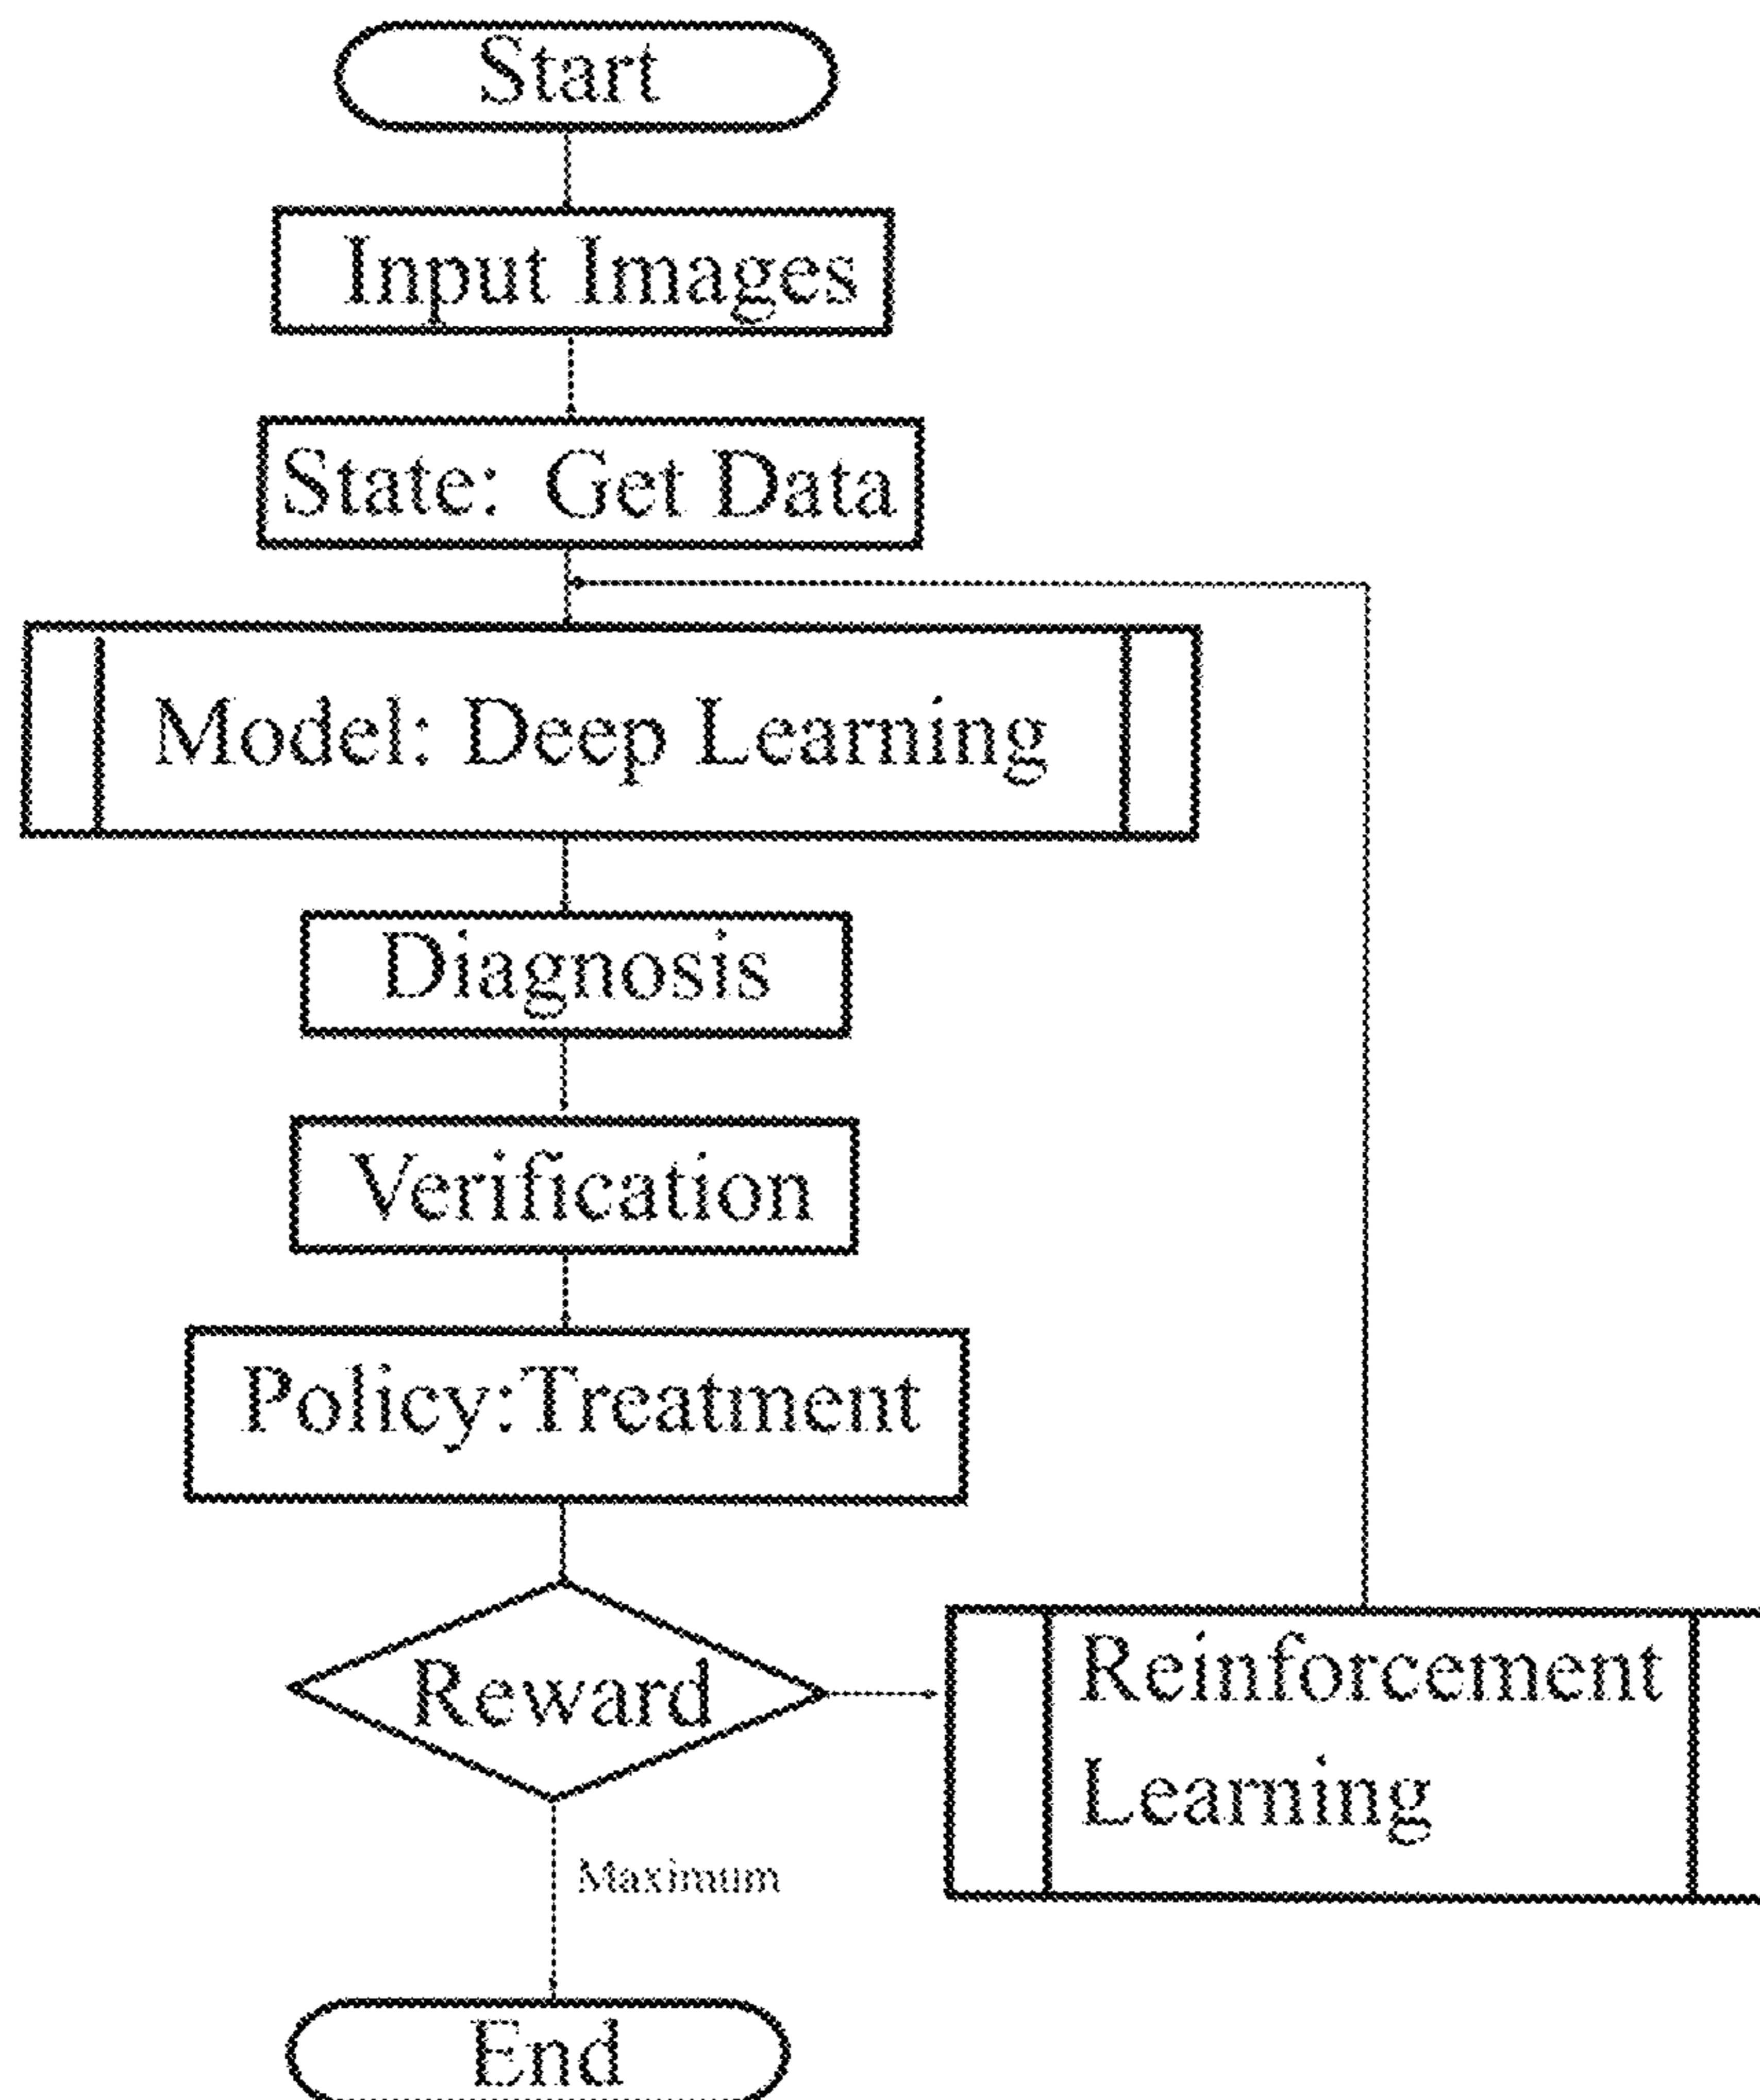 Start
Input Images
State: Get Data
Model: Deep Learning
Diagnosis
Verification
Policy:Treatment
Reward
Reinforcement
Learning
Maximum
End